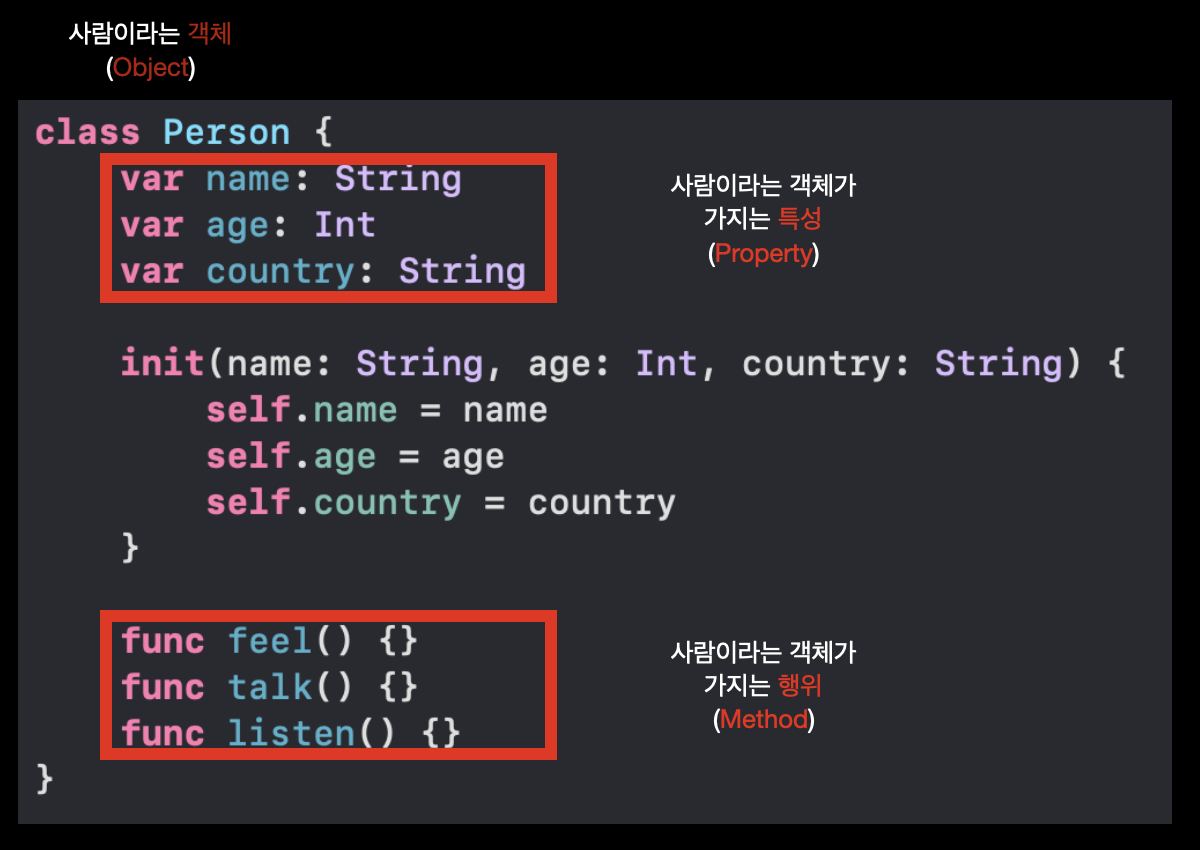 사람이라는 객체
(Object)
class Person {
    var name: String
    var age: Int
    var country: String
사람이라는 객체가
가지는 특성
(Property)
    init(name: String, age: Int, country: String) {
        self.name = name
        self.age = age
        self.country = country
    }
    func feel() {}
    func talk() {}
    func listen() {}
사람이라는 객체가
가지는 행위
(Method)
}